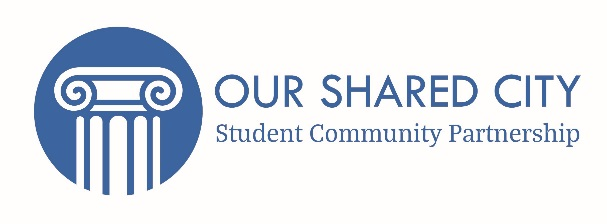 OUR SHARED CITY
Student Community Partnership